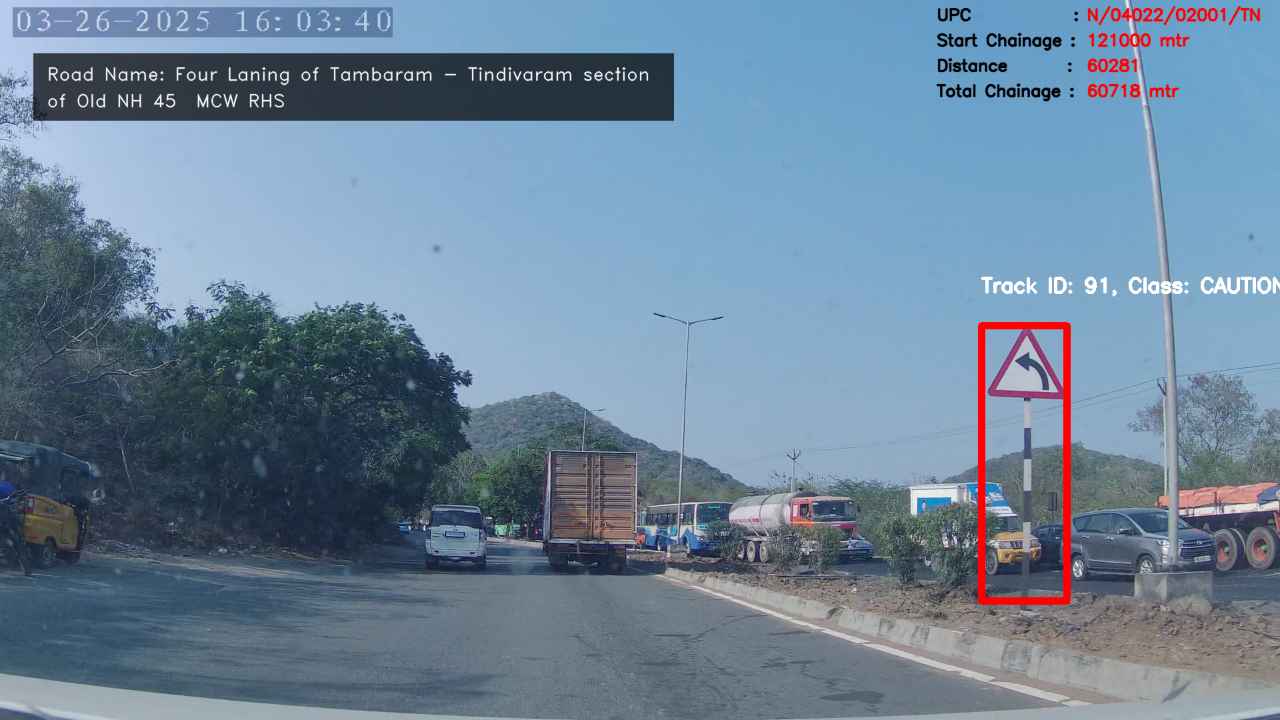 03-26-2025 16:03:40
Road Name: Four Laning of Tambaram - Tindivaram section
of Old NH 45 MCW RHS
UPC : N/04022/02001/TN
Start Chainage : 121000 mtr
Distance : 60281
Total Chainage : 60718 mtr
Track ID: 91, Class: CAUTION